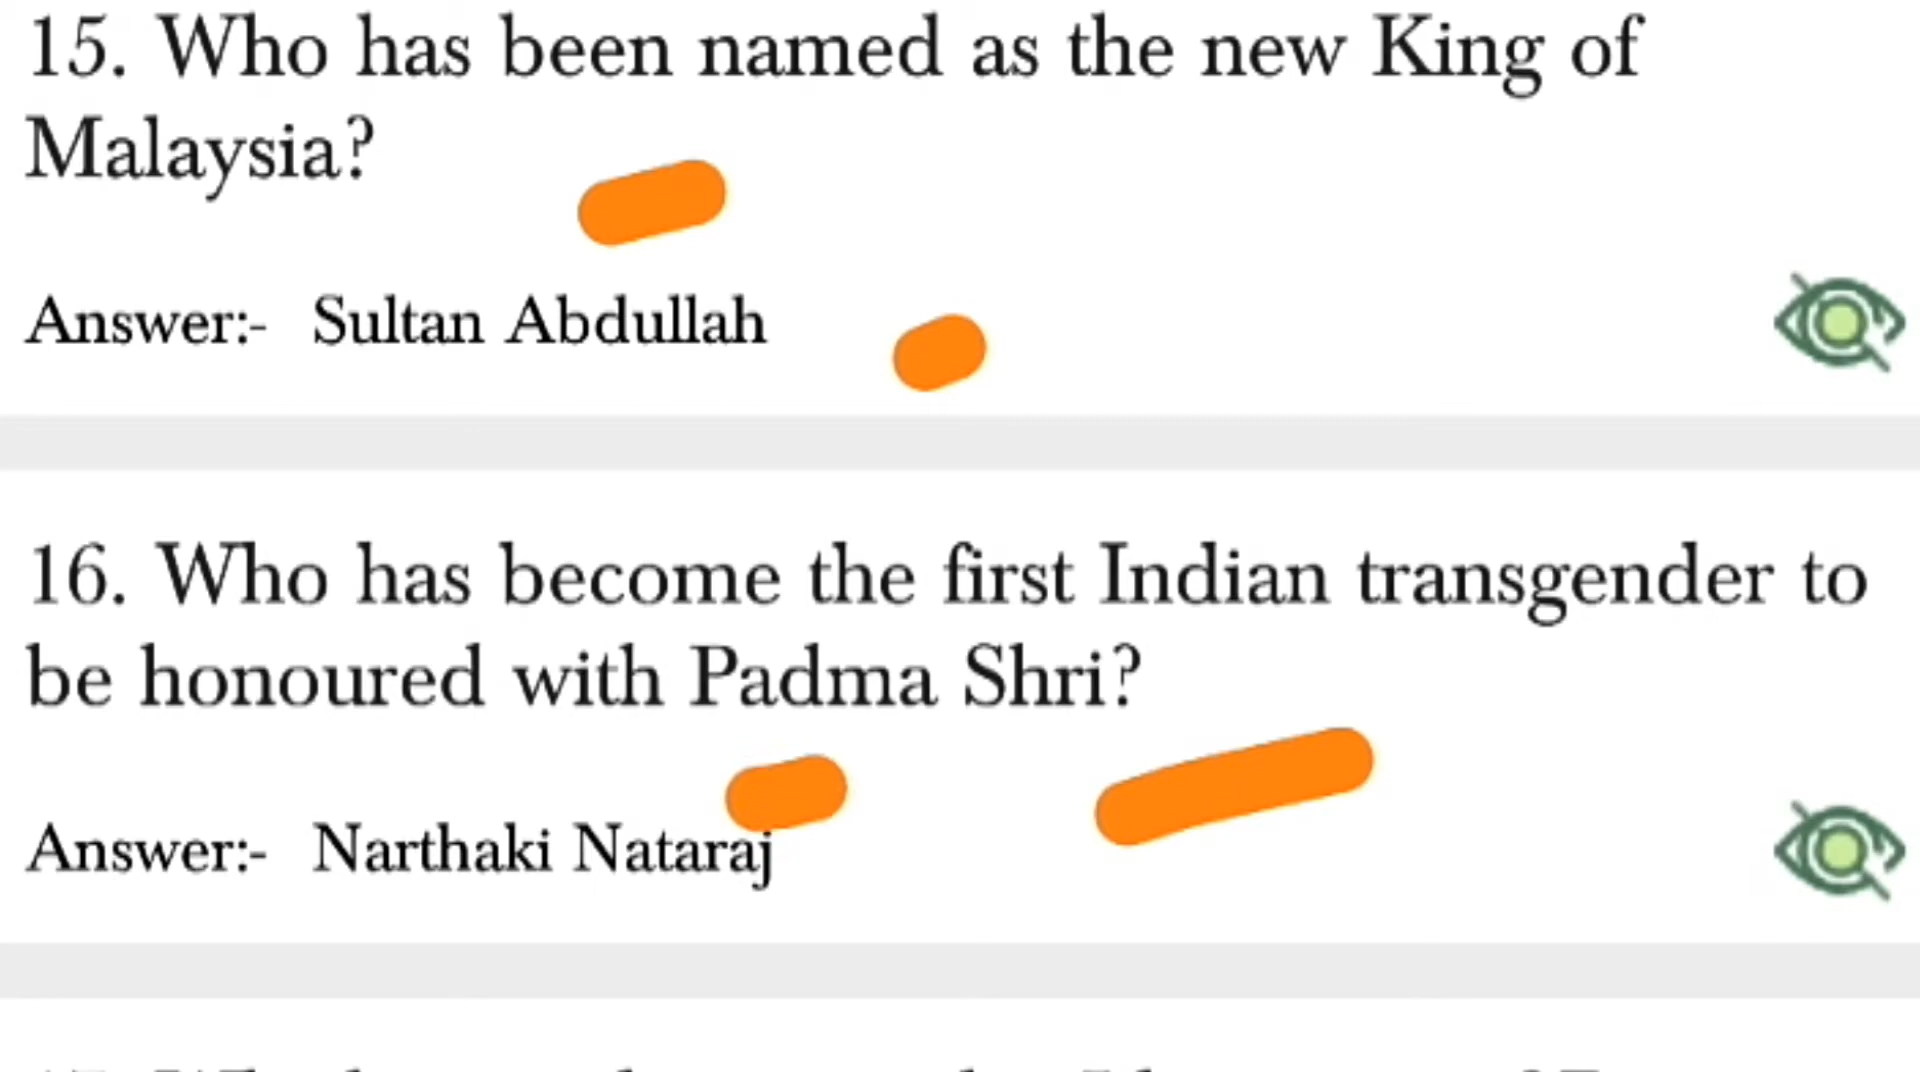 15. Who has been named as the new King of
Malaysia?
Answer:- Sultan Abdullah
16. Who has become the first Indian transgender to
be honoured with Padma Shri?
Answer:- Narthaki Nataraj